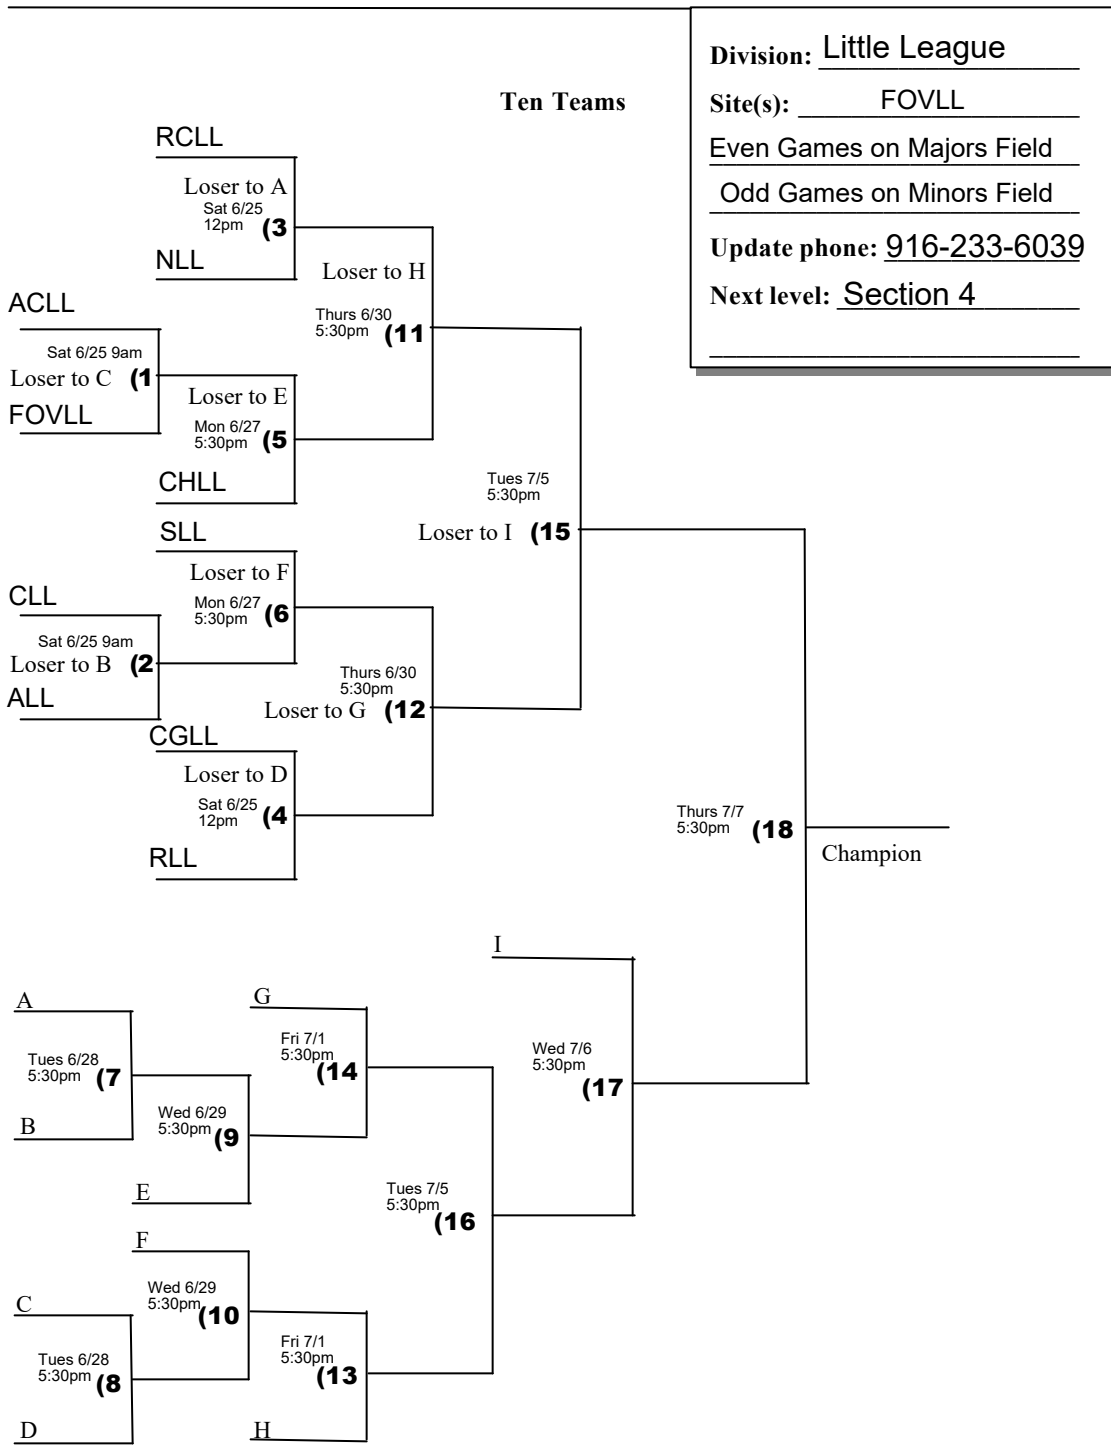 Division: Little League
Site(s): FOVLL
Even Games on Majors Field
Odd Games on Minors Field
Update phone: 916-233-6039
Next level: Section 4
Ten Teams
RCLL
Loser to A
Sat 6/25
12pm (3
NLL
Loser to H
Thurs 6/30
5:30pm (11
ACLL
Sat 6/25 9am
Loser to C (1
FOVLL
Loser to E
Mon 6/27
5:30pm (5
CHLL
Tues 7/5
5:30pm
Loser to I (15
SLL
Loser to F
Mon 6/27
5:30pm (6
CLL
Sat 6/25 9am
Loser to B (2
ALL
Thurs 6/30
5:30pm
Loser to G (12
CGLL
Loser to D
Sat 6/25
12pm (4
RLL
Thurs 7/7
5:30pm (18
Champion
I
A
G
Fri 7/1
5:30pm
(14
Wed 7/6
5:30pm
(17
Tues 6/28
5:30pm (7
B
Wed 6/29
5:30pm (9
E
Tues 7/5
5:30pm
(16
F
Wed 6/29
5:30pm
(10
C
Fri 7/1
5:30pm
(13
Tues 6/28
5:30pm (8
D
H